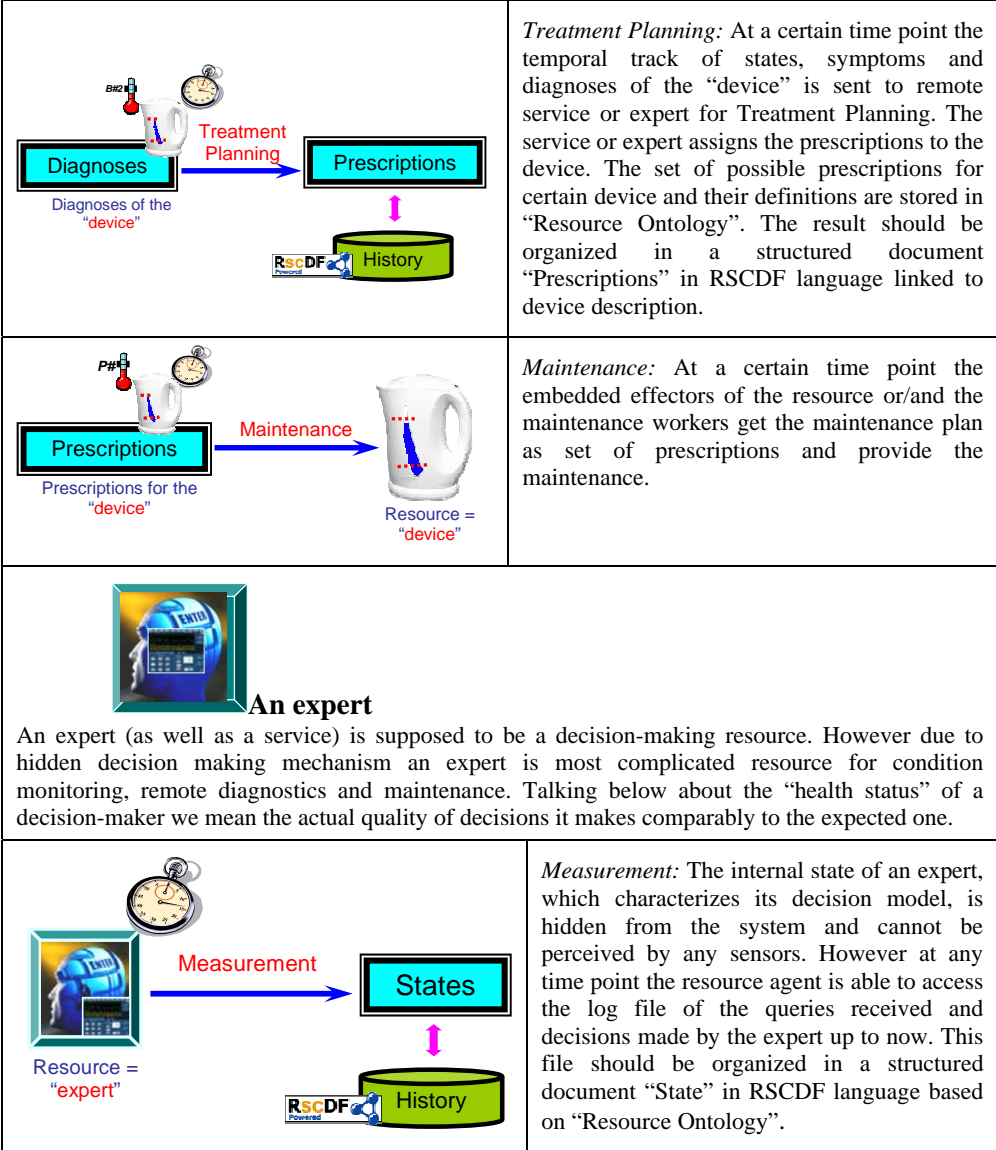 B#2
Treatment
Planning
Diagnoses
Prescriptions
Diagnoses of the
“device”
RSCDF
Powered
History
Treatment Planning: At a certain time point the
temporal track of states, symptoms and
diagnoses of the “device” is sent to remote
service or expert for Treatment Planning. The
service or expert assigns the prescriptions to the
device. The set of possible prescriptions for
certain device and their definitions are stored in
“Resource Ontology”. The result should be
organized in a structured document
“Prescriptions” in RSCDF language linked to
device description.
P#
Maintenance
Prescriptions
Prescriptions for the
“device”
Resource =
“device”
Maintenance: At a certain time point the
embedded effectors of the resource or/and the
maintenance workers get the maintenance plan
as set of prescriptions and provide the
maintenance.
ENTER
An expert
An expert (as well as a service) is supposed to be a decision-making resource. However due to
hidden decision making mechanism an expert is most complicated resource for condition
monitoring, remote diagnostics and maintenance. Talking below about the “health status” of a
decision-maker we mean the actual quality of decisions it makes comparably to the expected one.
ENTER
Measurement
States
Resource =
“expert”
RSCDF
Powered
History
Measurement: The internal state of an expert,
which characterizes its decision model, is
hidden from the system and cannot be
perceived by any sensors. However at any
time point the resource agent is able to access
the log file of the queries received and
decisions made by the expert up to now. This
file should be organized in a structured
document “State” in RSCDF language based
on “Resource Ontology”.